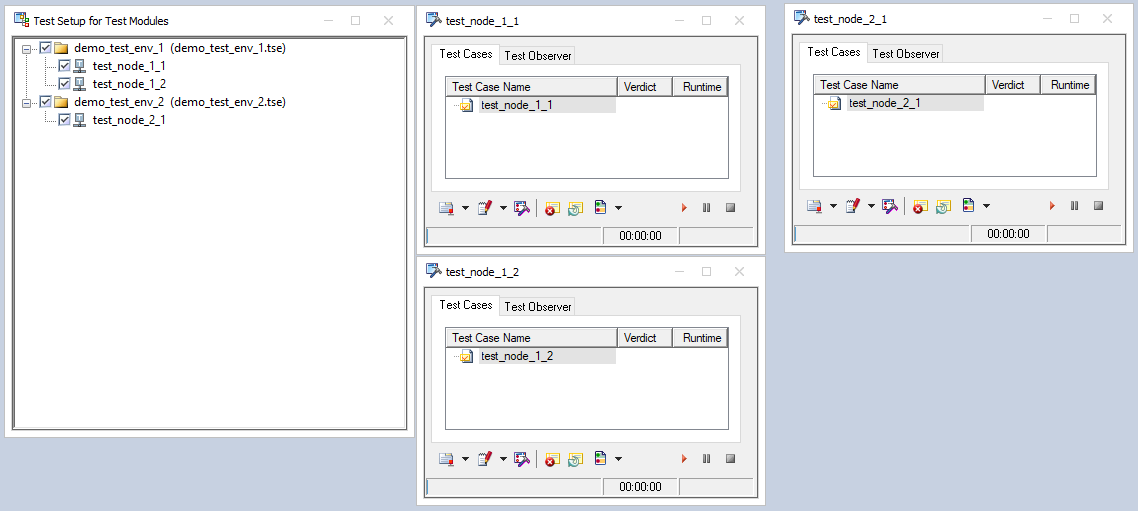 Test Setup for Test Modules
demo_test_env_1 (demo_test_env_1.tse)
test_node_1_1
test_node_1_2
demo_test_env_2 (demo_test_env_2.tse)
test_node_2_1
test_node_1_1
Test Cases Test Observer
Test Case Name Verdict Runtime
test_node_1_1
00:00:00
test_node_1_2
Test Cases Test Observer
Test Case Name Verdict Runtime
test_node_1_2
00:00:00
test_node_2_1
Test Cases Test Observer
Test Case Name Verdict Runtime
test_node_2_1
00:00:00